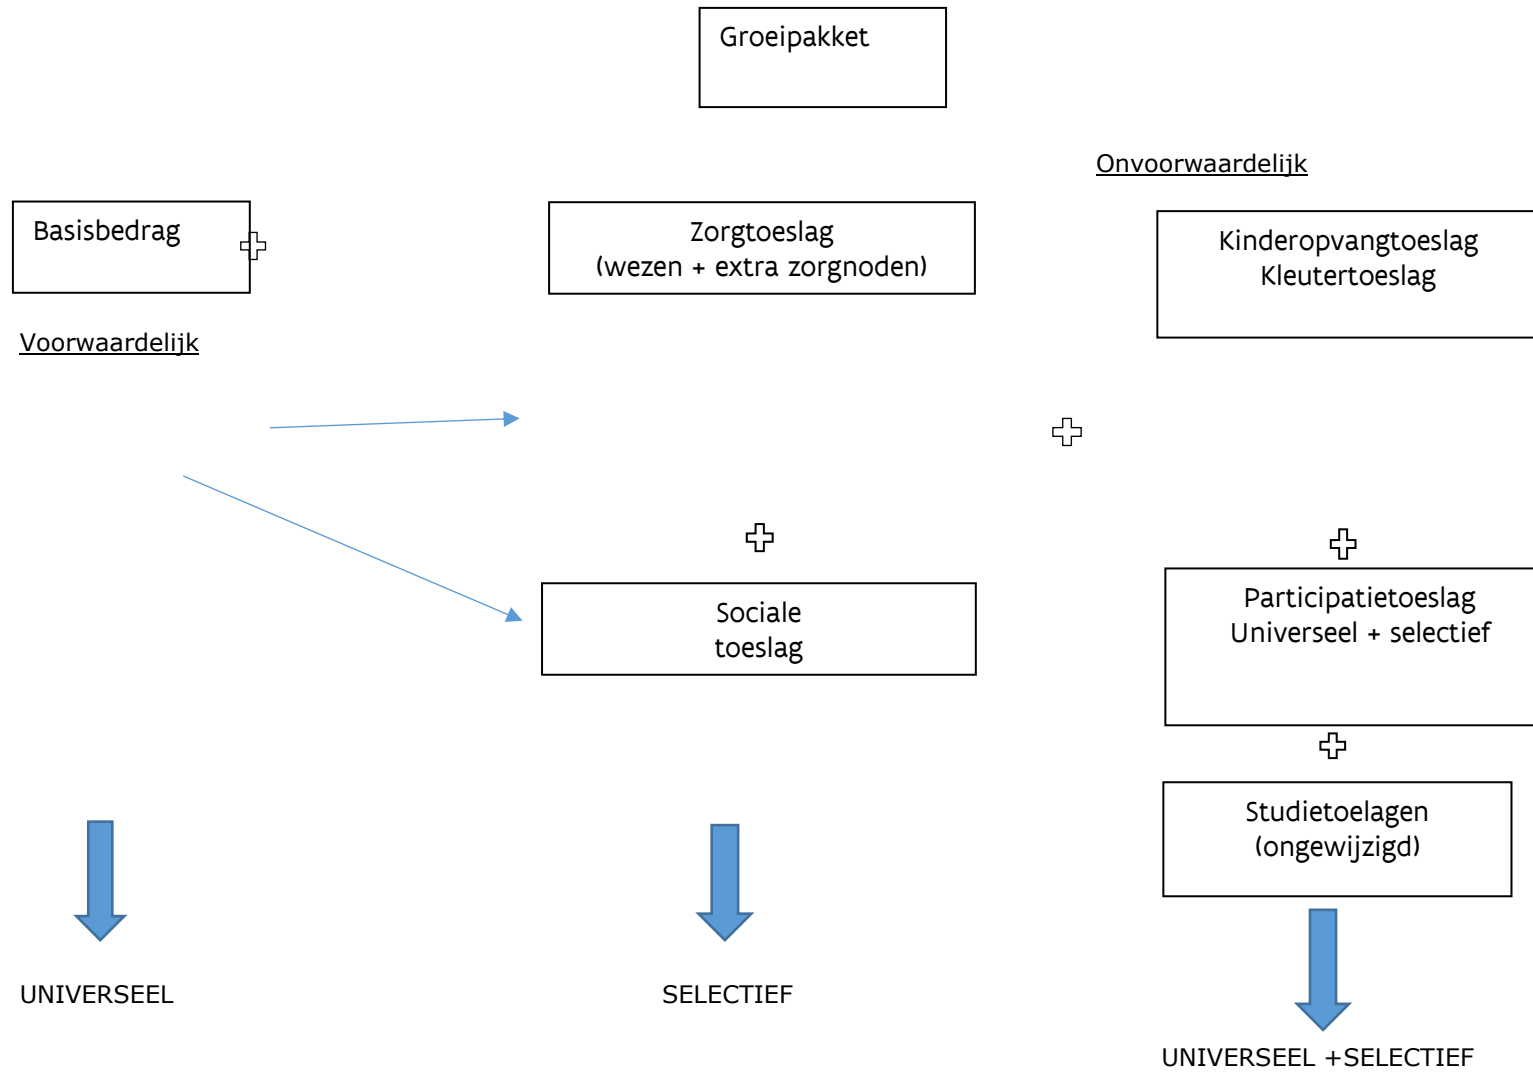 Groeipakket
Onvoorwaardelijk
Basisbedrag
Zorgtoeslag
(wezen + extra zorgnoden)
Kinderopvangtoeslag
Kleutertoeslag
Voorwaardelijk
Sociale
toeslag
Participatietoeslag
Universeel + selectief
Studietoelagen
(ongewijzigd)
UNIVERSEEL
SELECTIEF
UNIVERSEEL +SELECTIEF